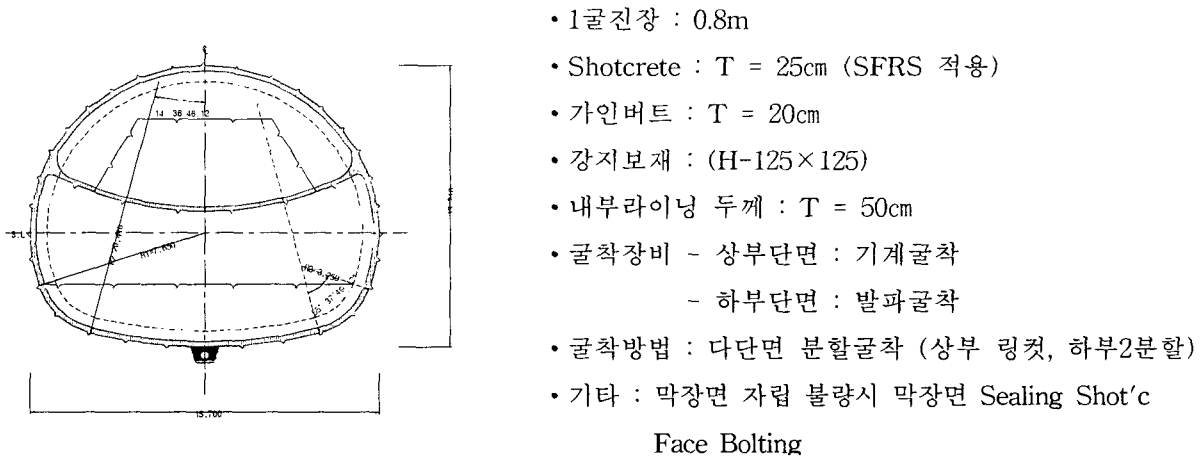 • 1굴진장 : 0.8m
• Shotcrete : T = 25cm (SFRS 적용)
• 가인버트 : T = 20cm
• 강지보재 : (H-125×125)
• 내부라이닝 두께 : T = 50cm
• 굴착장비 - 상부단면 : 기계굴착
- 하부단면 : 발파굴착
• 굴착방법 : 다단면 분할굴착 (상부 링컷, 하부2분할)
• 기타 : 막장면 자립 불량시 막장면 Sealing Shot'c
Face Bolting
14 36 46.12
S.L
15,700